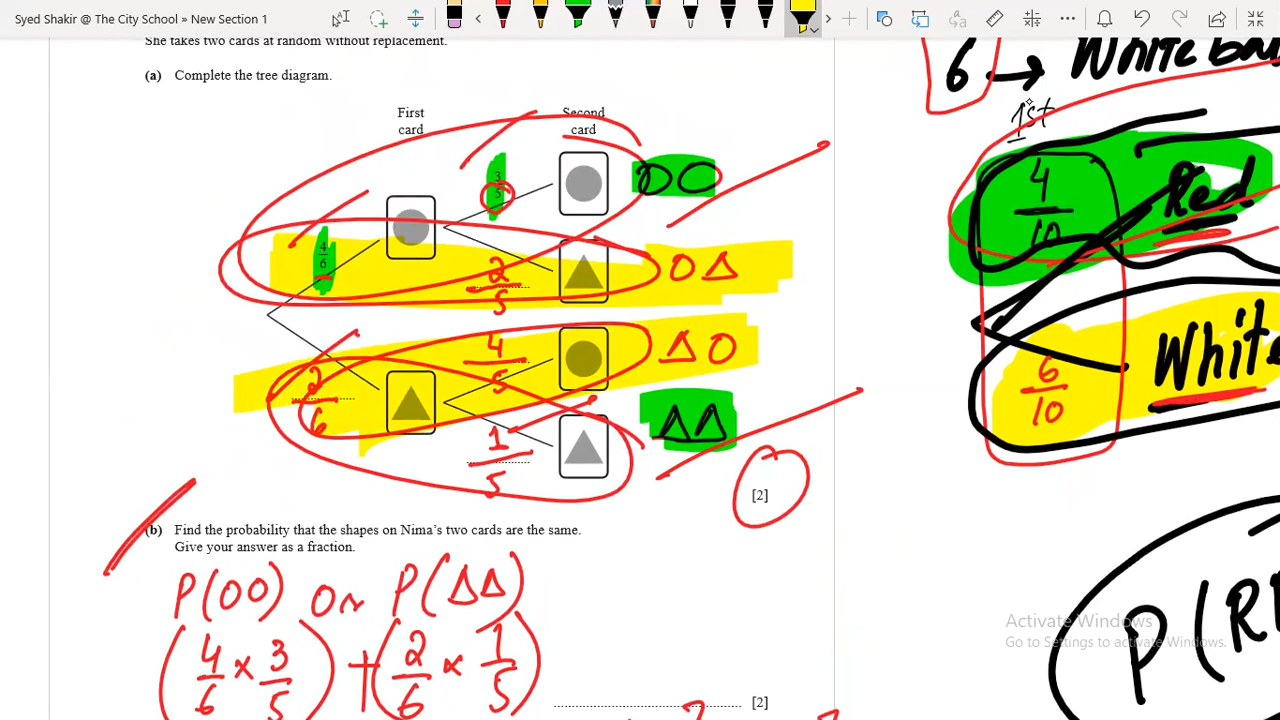 Syed Shakir @ The City School » New Section 1
She takes two cards at random without replacement.
(a) Complete the tree diagram.
First card
Second card
4/6
3/5
OO
2/5
OΔ
2/6
4/5
ΔO
1/5
ΔΔ
[2]
(b) Find the probability that the shapes on Nima's two cards are the same.
Give your answer as a fraction.
P(OO) Or P(ΔΔ)
(4/6 × 3/5) + (2/6 × 1/5)
[2]
6 → White
1st
4/10 Red
6/10 White
P(R
Activate Windows
Go to Settings to activate Windows.